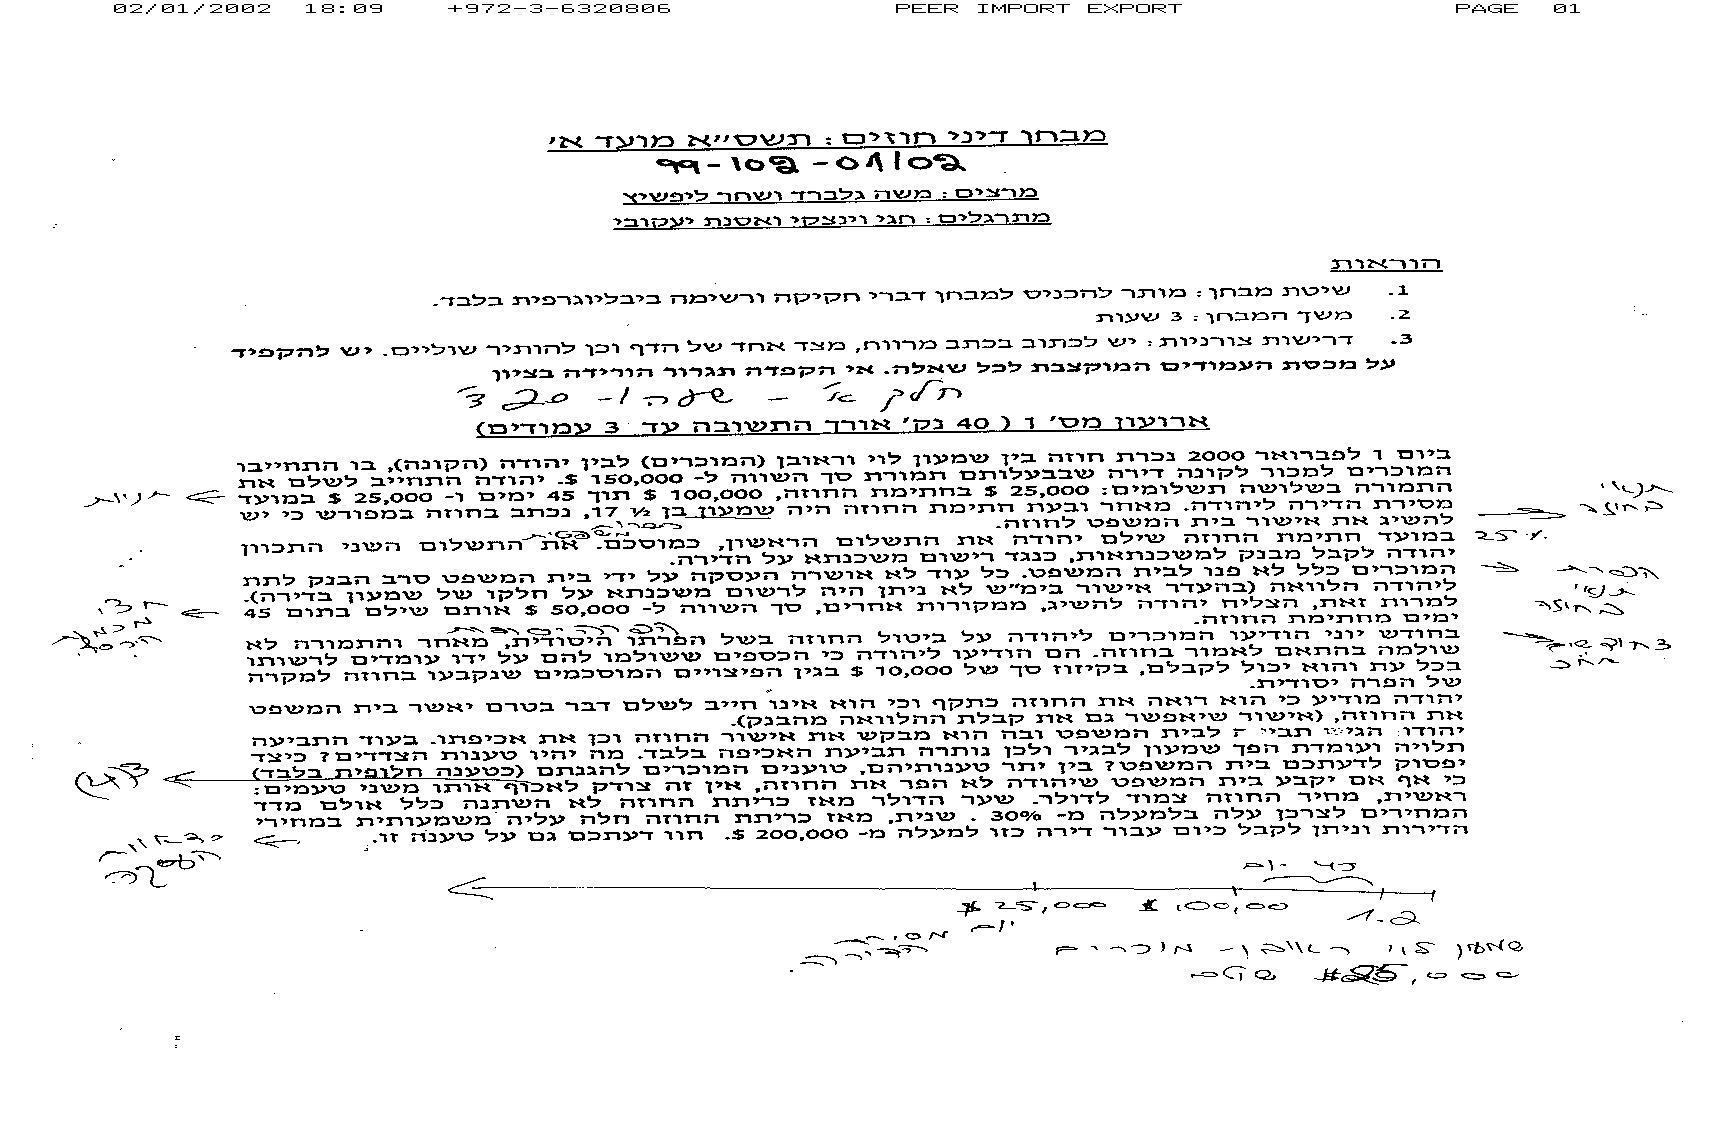 02/01/2002 18:09 +972-3-6320806 PEER IMPORT EXPORT PAGE 01
מבחן דיני חוזים: תשס״א מועד א׳
99-102-01/02
מרצים: משה גלברד ושחר ליפשיץ
מתרגלים: חגי וינצקי ואסנת יעקובי
הוראות
1. שיטת מבחן: מותר להכניס למבחן דברי חקיקה ורשימה ביבליוגרפית בלבד.
2. משך המבחן: 3 שעות
3. דרישות צורניות: יש לכתוב בכתב מרווח, מצד אחד של הדף וכן להותיר שוליים. יש להקפיד
על מכסת העמודים המוקצבת לכל שאלה. אי הקפדה תגרור הורידה בציון
חלק א׳ - שעה ו- 20 ד׳
ארועון מס׳ 1 ( 40 נק׳ אורך התשובה עד 3 עמודים)
ביום 1 לפברואר 2000 נכרת חוזה בין שמעון לוי וראובן (המוכרים) לבין יהודה (הקונה), בו התחייבו
המוכרים למכור לקונה דירה שבבעלותם תמורת סך השווה ל- 150,000 $. יהודה התחייב לשלם את
התמורה בשלושה תשלומים: 25,000 $ בחתימת החוזה, 100,000 $ תוך 45 ימים ו- 25,000 $ במועד
מסירת הדירה ליהודה. מאחר ובעת חתימת החוזה היה שמעון בן ½ 17, נכתב בחוזה במפורש כי יש
להשיג את אישור בית המשפט לחוזה.
במועד חתימת החוזה שילם יהודה את התשלום הראשון, כמוסכם. את התשלום השני התכוון
יהודה לקבל מבנק למשכנתאות, כנגד רישום משכנתא על הדירה.
המוכרים כלל לא פנו לבית המשפט. כל עוד לא אושרה העסקה על ידי בית המשפט סרב הבנק לתת
ליהודה הלוואה (בהעדר אישור בימ״ש לא ניתן היה לרשום משכנתא על חלקו של שמעון בדירה).
למרות זאת, הצליח יהודה להשיג, ממקורות אחרים, סך השווה ל- 50,000 $ אותם שילם בתום 45
ימים מחתימת החוזה.
בחודש יוני הודיעו המוכרים ליהודה על ביטול החוזה בשל הפרתו היסודית, מאחר והתמורה לא
שולמה בהתאם לאמור בחוזה. הם הודיעו ליהודה כי הכספים ששולמו להם על ידו עומדים לרשותו
בכל עת והוא יכול לקבלם, בקיזוז סך של 10,000 $ בגין הפיצויים המוסכמים שנקבעו בחוזה למקרה
של הפרה יסודית.
יהודה מודיע כי הוא רואה את החוזה כתקף וכי הוא אינו חייב לשלם דבר בטרם יאשר בית המשפט
את החוזה, (אישור שיאפשר גם את קבלת ההלוואה מהבנק).
לבית המשפט ובה הוא מבקש את אישור החוזה וכן את אכיפתו. בעוד התביעה
תלויה ועומדת הפך שמעון לבגיר ולכן נותרה תביעת האכיפה בלבד. מה יהיו טענות הצדדים? כיצד
יפסוק לדעתכם בית המשפט? בין יתר טענותיהם, טוענים המוכרים להגנתם (כטענה חלופית בלבד)
כי אף אם יקבע בית המשפט שיהודה לא הפר את החוזה, אין זה צודק לאכוף אותו משני טעמים:
ראשית, מחיר החוזה צמוד לדולר. שער הדולר מאז כריתת החוזה לא השתנה כלל אולם מדד
המחירים לצרכן עלה בלמעלה מ- 30% . שנית, מאז כריתת החוזה חלה עליה משמעותית במחירי
הדירות וניתן לקבל כיום עבור דירה כזו למעלה מ- 200,000 $. חוו דעתכם גם על טענה זו.
תנאי
בחוזה
הפרת
תנאי
בחוזה
3(4)
45 יום
1.2
$ 25,000
יום מסירת
הדירה.
שמעון לוי ראובן - מוכרים
$25,000 שולם